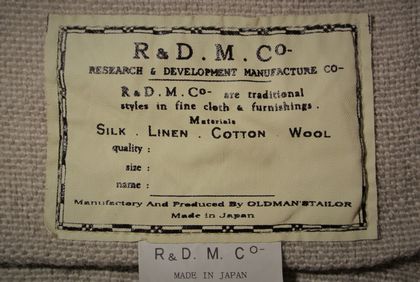 R & D . M . Co-
RESEARCH & DEVELOPMENT MANUFACTURE CO-
R & D. M. Co- are traditional
styles in fine cloth & furnishings .
Materials
SILK . LINEN . COTTON . WOOL
quality :
size :
name :
Manufactory And Produced By OLDMAN'STAILOR
Made in Japan
R & D. M. Co-
MADE IN JAPAN